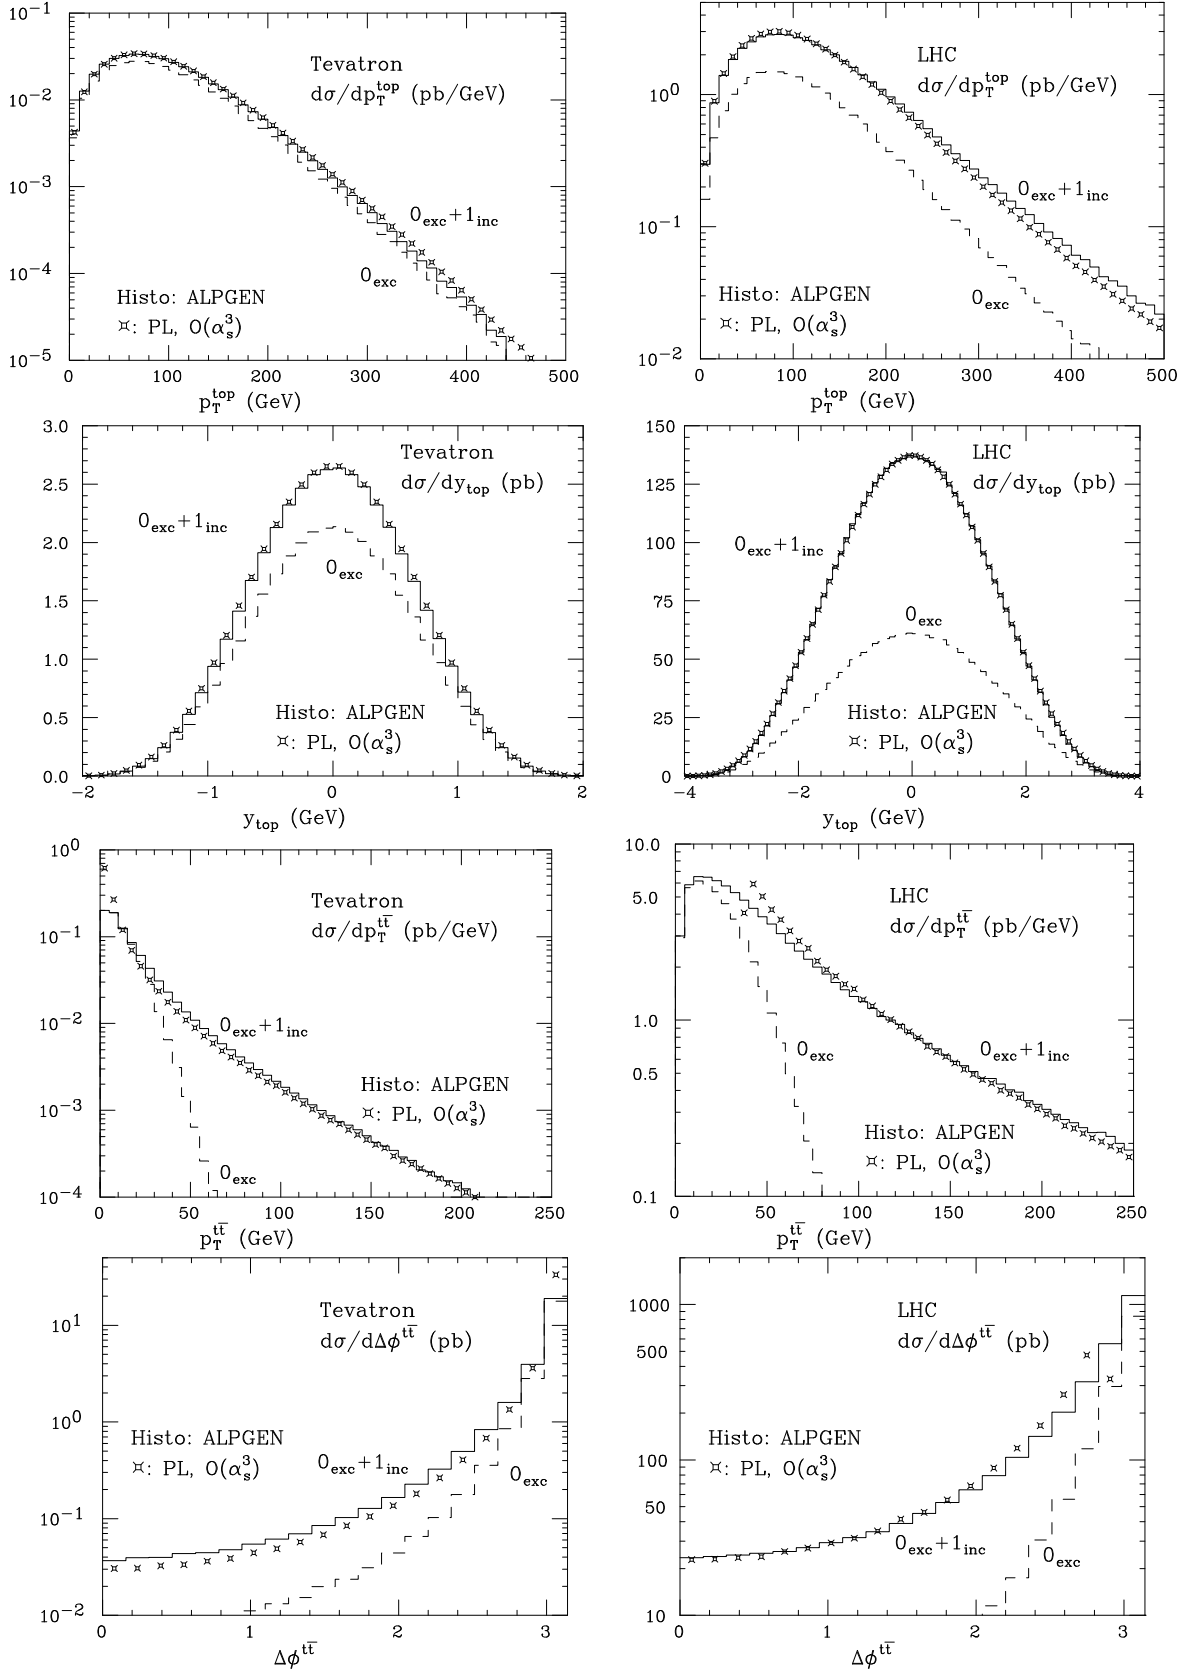 10⁻¹
10⁻²
10⁻³
10⁻⁴
10⁻⁵
Tevatron
dσ/dp_T^top (pb/GeV)
0_exc+1_inc
0_exc
Histo: ALPGEN
¤: PL, O(α_s^3)
0 100 200 300 400 500
p_T^top (GeV)
10⁰
10⁻¹
10⁻²
LHC
dσ/dp_T^top (pb/GeV)
0_exc+1_inc
0_exc
Histo: ALPGEN
¤: PL, O(α_s^3)
0 100 200 300 400 500
p_T^top (GeV)
3.0
2.5
2.0
1.5
1.0
0.5
0.0
Tevatron
dσ/dy_top (pb)
0_exc+1_inc
0_exc
Histo: ALPGEN
¤: PL, O(α_s^3)
−2 −1 0 1 2
y_top (GeV)
150
125
100
75
50
25
0
LHC
dσ/dy_top (pb)
0_exc+1_inc
0_exc
Histo: ALPGEN
¤: PL, O(α_s^3)
−4 −2 0 2 4
y_top (GeV)
10⁰
10⁻¹
10⁻²
10⁻³
10⁻⁴
Tevatron
dσ/dp_T^tt̅ (pb/GeV)
0_exc+1_inc
Histo: ALPGEN
¤: PL, O(α_s^3)
0_exc
0 50 100 150 200 250
p_T^tt̅ (GeV)
10.0
5.0
1.0
0.5
0.1
LHC
dσ/dp_T^tt̅ (pb/GeV)
0_exc
0_exc+1_inc
Histo: ALPGEN
¤: PL, O(α_s^3)
0 50 100 150 200 250
p_T^tt̅ (GeV)
10¹
10⁰
10⁻¹
10⁻²
Tevatron
dσ/dΔϕ^tt̅ (pb)
Histo: ALPGEN
¤: PL, O(α_s^3)
0_exc+1_inc
0_exc
0 1 2 3
Δϕ^tt̅
1000
500
100
50
10
LHC
dσ/dΔϕ^tt̅ (pb)
Histo: ALPGEN
¤: PL, O(α_s^3)
0_exc+1_inc
0_exc
0 1 2 3
Δϕ^tt̅